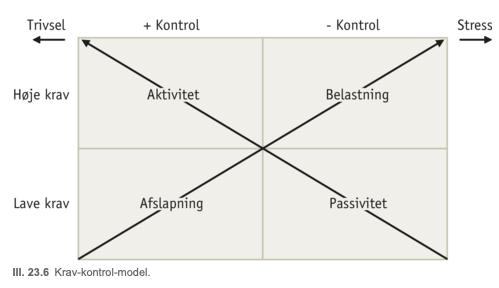 Trivsel + Kontrol - Kontrol Stress
Høje krav Aktivitet Belastning
Lave krav Afslapning Passivitet
Ill. 23.6 Krav-kontrol-model.